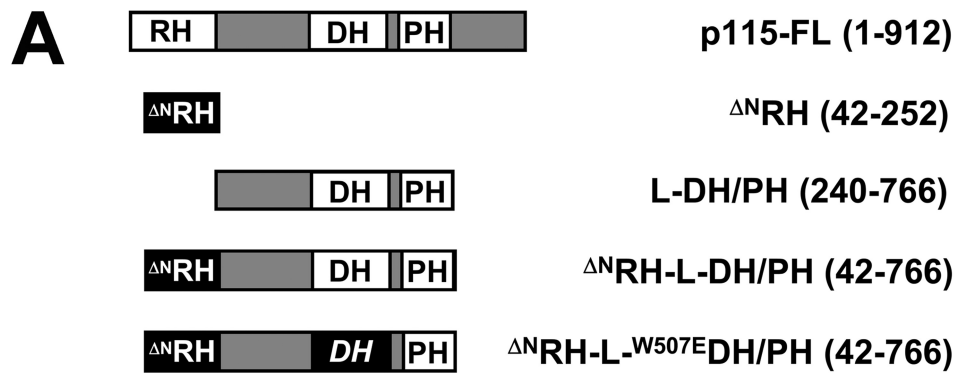 A
RH DH PH p115-FL (1-912)
ΔNRH ΔNRH (42-252)
DH PH L-DH/PH (240-766)
ΔNRH DH PH ΔNRH-L-DH/PH (42-766)
ΔNRH DH PH ΔNRH-L-W507EDH/PH (42-766)